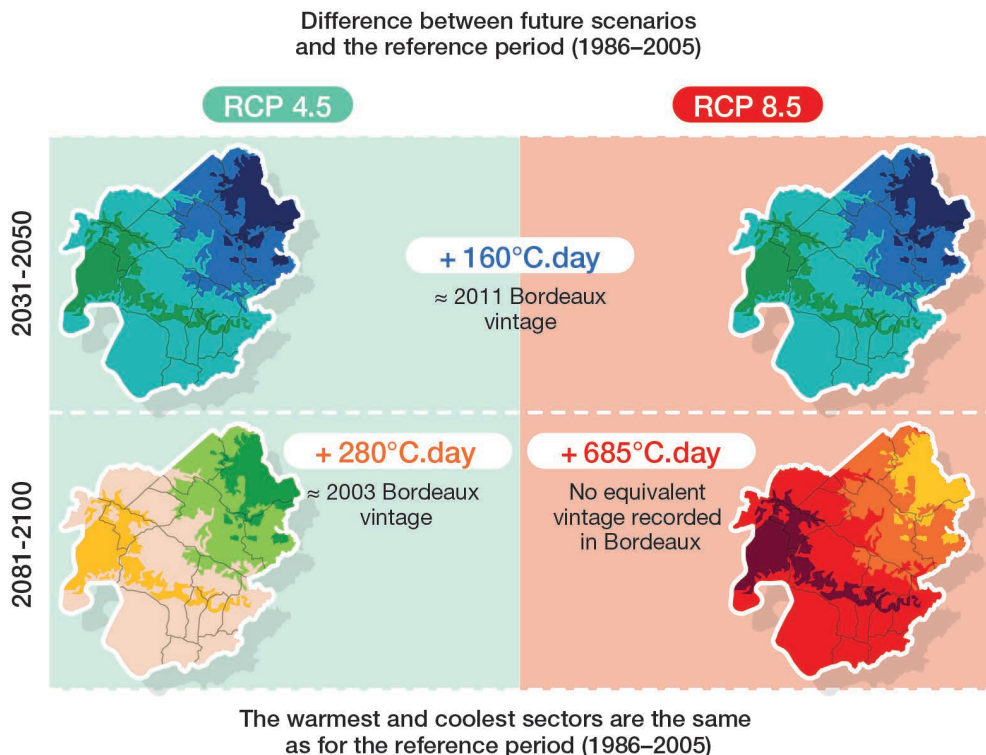 Difference between future scenarios
and the reference period (1986–2005)
RCP 4.5
RCP 8.5
2031-2050
+ 160°C.day
≈ 2011 Bordeaux
vintage
2081-2100
+ 280°C.day
≈ 2003 Bordeaux
vintage
+ 685°C.day
No equivalent
vintage recorded
in Bordeaux
The warmest and coolest sectors are the same
as for the reference period (1986–2005)